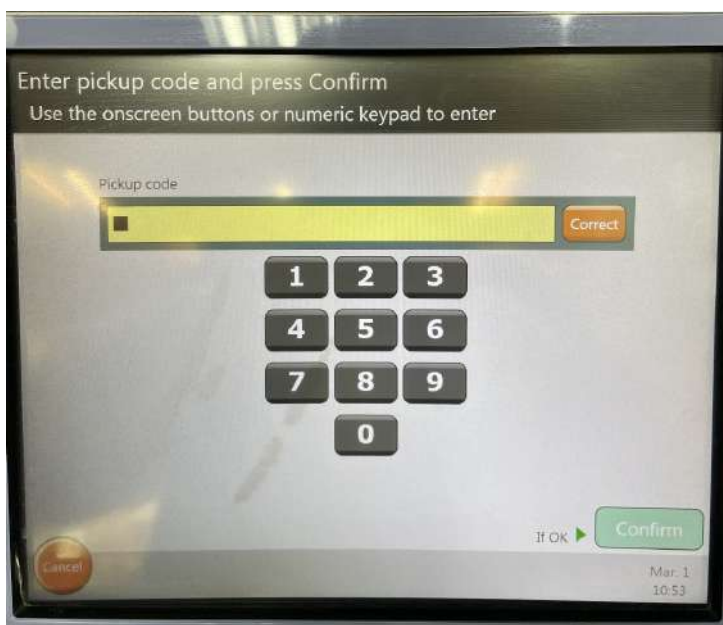 Enter pickup code and press Confirm
Use the onscreen buttons or numeric keypad to enter
Pickup code
Correct
1 2 3
4 5 6
7 8 9
0
If OK Confirm
Cancel
Mar. 1
10:53